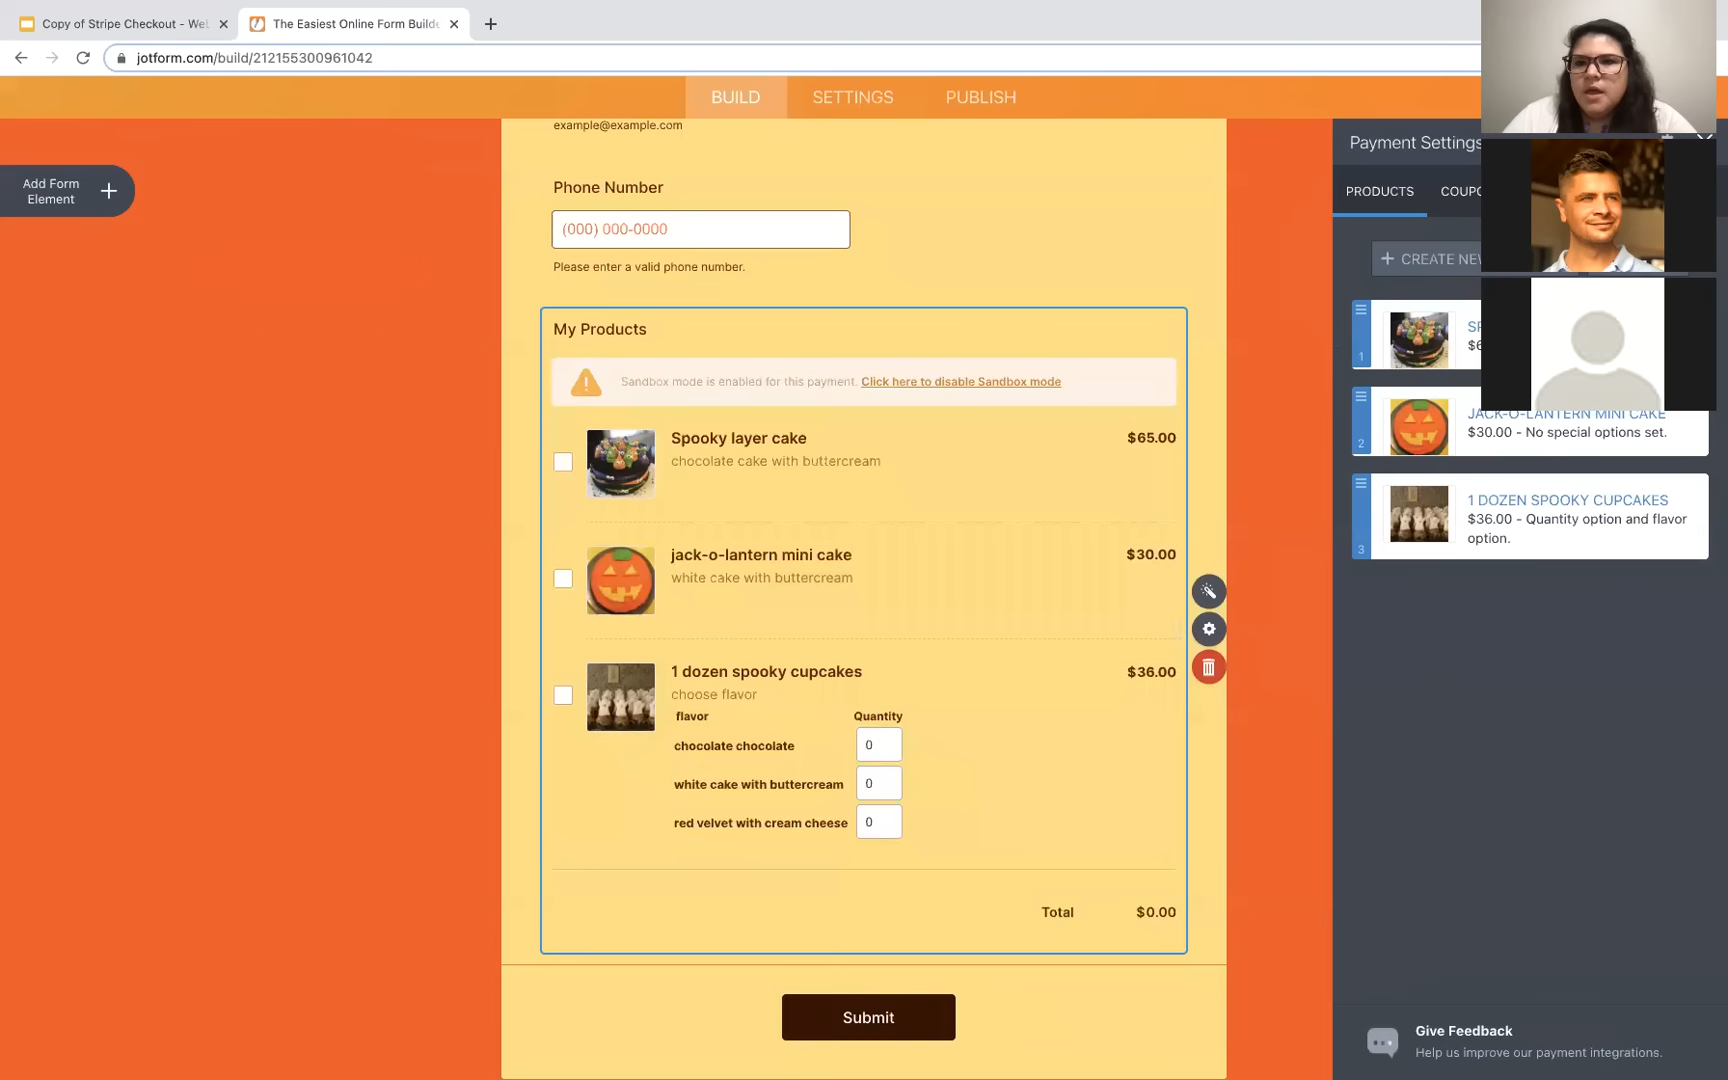 Copy of Stripe Checkout - We
The Easiest Online Form Builde
jotform.com/build/212155300961042
BUILD
SETTINGS
PUBLISH
example@example.com
Add Form
Element
Phone Number
(000) 000-0000
Please enter a valid phone number.
My Products
Sandbox mode is enabled for this payment. Click here to disable Sandbox mode
Spooky layer cake
$65.00
chocolate cake with buttercream
jack-o-lantern mini cake
$30.00
white cake with buttercream
1 dozen spooky cupcakes
$36.00
choose flavor
flavor
Quantity
chocolate chocolate
0
white cake with buttercream
0
red velvet with cream cheese
0
Total
$0.00
Submit
Payment Settings
PRODUCTS
COUPO
+ CREATE NEW
1
SP
$6
2
JACK-O-LANTERN MINI CAKE
$30.00 - No special options set.
3
1 DOZEN SPOOKY CUPCAKES
$36.00 - Quantity option and flavor
option.
Give Feedback
Help us improve our payment integrations.